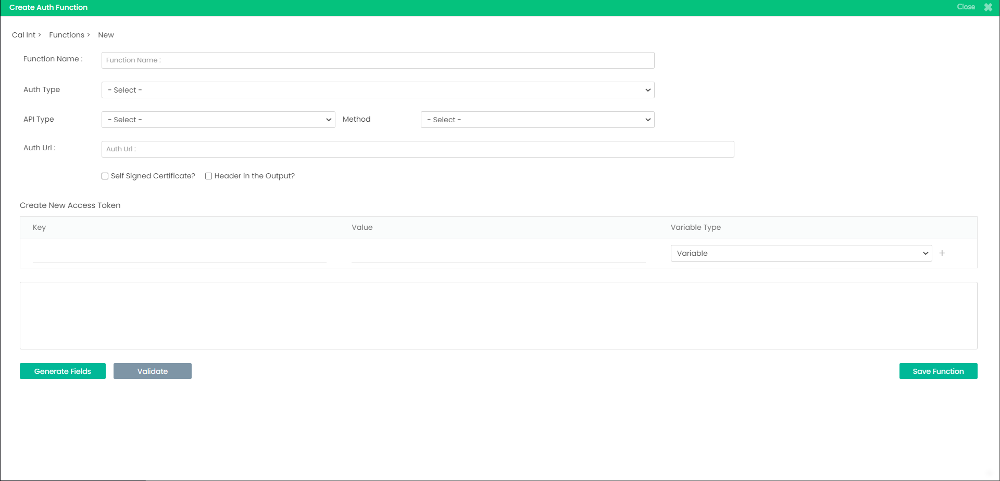 Create Auth Function
Close ✖
Cal Int > Functions > New
Function Name :
Function Name :
Auth Type
- Select -
API Type
- Select -
Method
- Select -
Auth Url :
Auth Url :
Self Signed Certificate?
Header in the Output?
Create New Access Token
Key Value Variable Type
Variable +
Generate Fields
Validate
Save Function